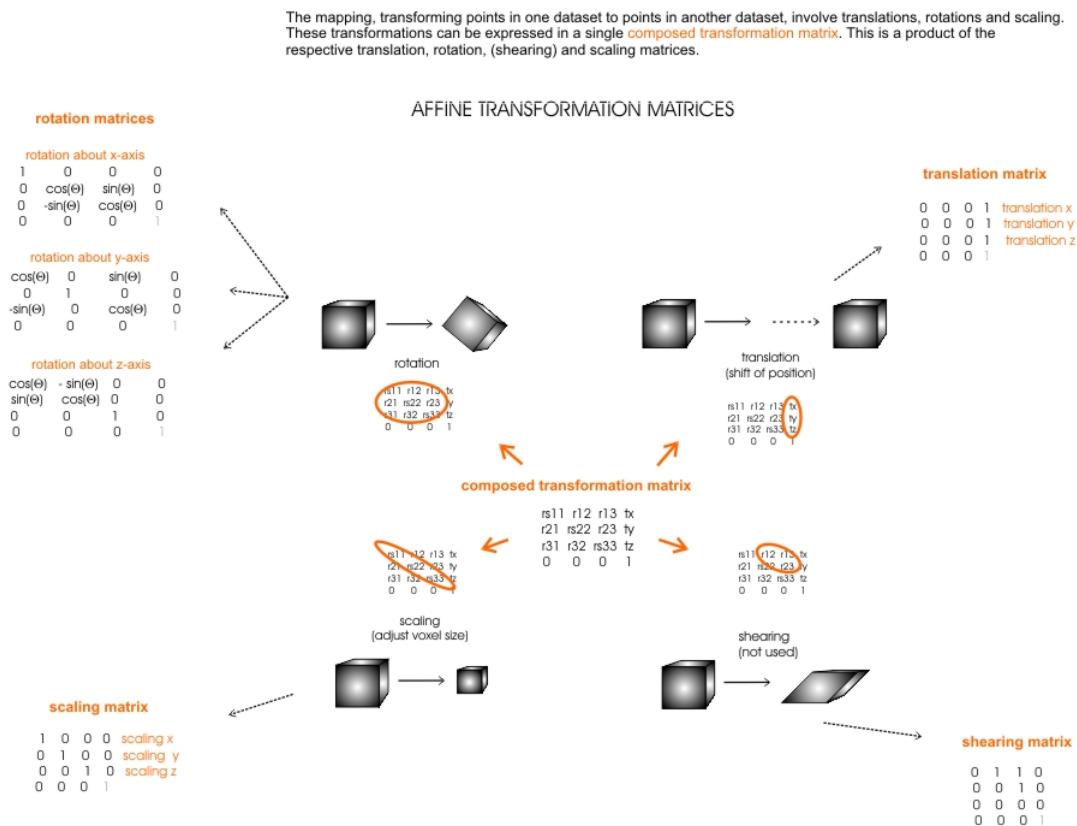 The mapping, transforming points in one dataset to points in another dataset, involve translations, rotations and scaling.
These transformations can be expressed in a single composed transformation matrix. This is a product of the
respective translation, rotation, (shearing) and scaling matrices.
AFFINE TRANSFORMATION MATRICES
rotation matrices
rotation about x-axis
1 0 0 0
0 cos(Θ) sin(Θ) 0
0 -sin(Θ) cos(Θ) 0
0 0 0 1
rotation about y-axis
cos(Θ) 0 sin(Θ) 0
0 1 0 0
-sin(Θ) 0 cos(Θ) 0
0 0 0 1
rotation about z-axis
cos(Θ) - sin(Θ) 0 0
sin(Θ) cos(Θ) 0 0
0 0 1 0
0 0 0 1
translation matrix
0 0 0 1 translation x
0 0 0 1 translation y
0 0 0 1 translation z
0 0 0 1
rotation
rs11 r12 r13 tx
r21 rs22 r23 ty
r31 r32 rs33 tz
0 0 0 1
translation
(shift of position)
rs11 r12 r13 tx
r21 rs22 r23 ty
r31 r32 rs33 tz
0 0 0 1
composed transformation matrix
rs11 r12 r13 tx
r21 rs22 r23 ty
r31 r32 rs33 tz
0 0 0 1
rs11 r12 r13 tx
r21 rs22 r23 ty
r31 r32 rs33 tz
0 0 0 1
scaling
(adjust voxel size)
rs11 r12 r13 tx
r21 rs22 r23 ty
r31 r32 rs33 tz
0 0 0 1
shearing
(not used)
scaling matrix
1 0 0 0 scaling x
0 1 0 0 scaling y
0 0 1 0 scaling z
0 0 0 1
shearing matrix
0 1 1 0
0 0 1 0
0 0 0 0
0 0 0 1